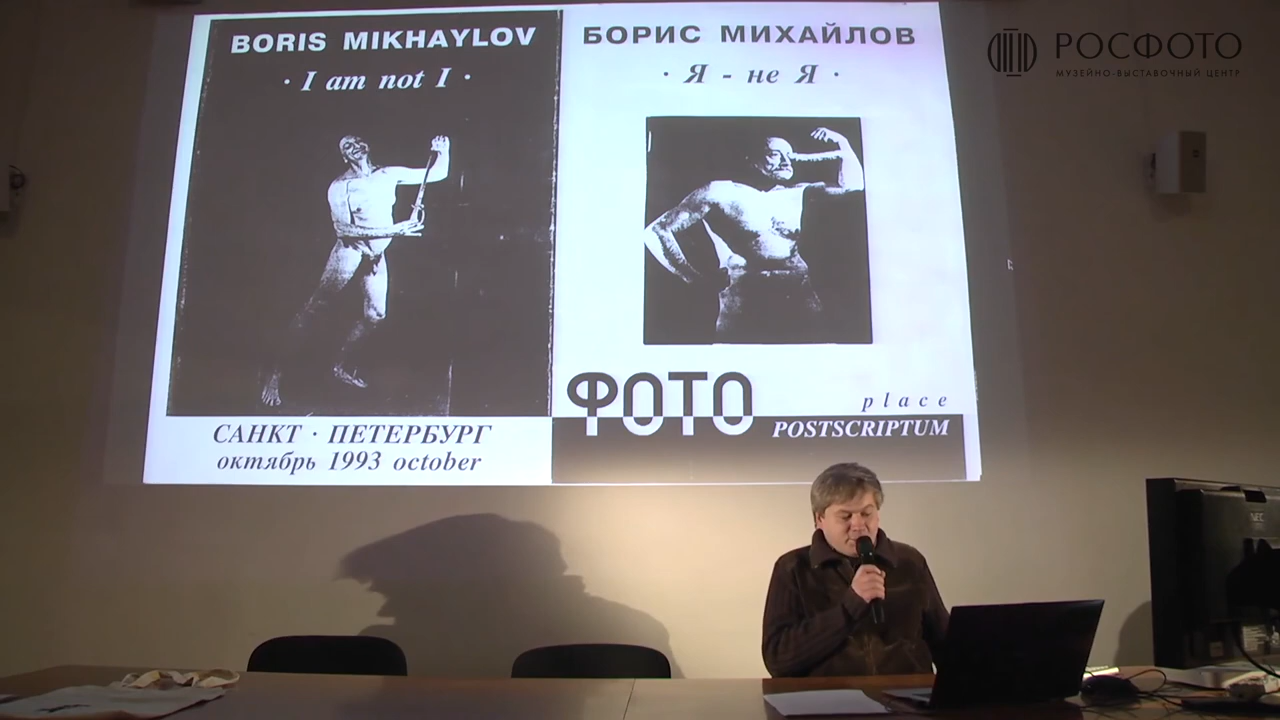 BORIS MIKHAYLOV
· I am not I ·
САНКТ · ПЕТЕРБУРГ
октябрь 1993 october
БОРИС МИХАЙЛОВ
· Я - не Я ·
ФОТО
place
POSTSCRIPTUM
РОСФОТО
МУЗЕЙНО-ВЫСТАВОЧНЫЙ ЦЕНТР
NEC